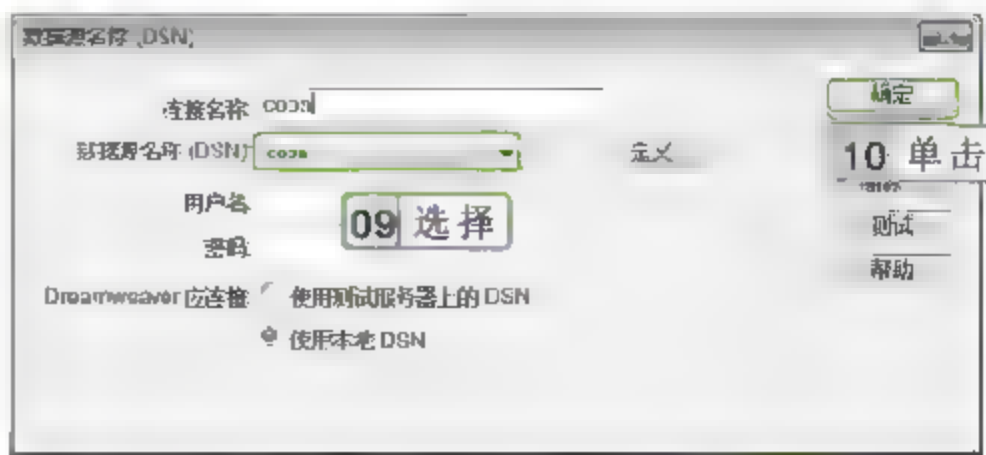 数据源名称 (DSN)
连接名称
确定
数据源名称 (DSN)
定义
10 单击
用户名
09 选择
测试
密码
帮助
Dreamweaver 应连接
使用测试服务器上的 DSN
使用本地 DSN